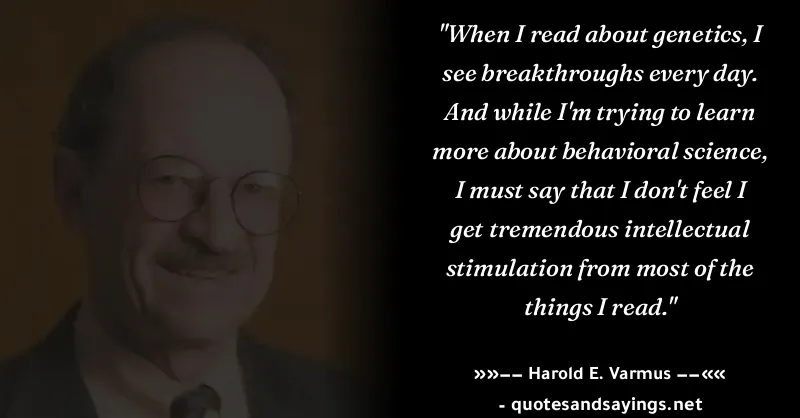 "When I read about genetics, I
see breakthroughs every day.
And while I'm trying to learn
more about behavioral science,
I must say that I don't feel I
get tremendous intellectual
stimulation from most of the
things I read."
»»−− Harold E. Varmus −−««
- quotesandsayings.net